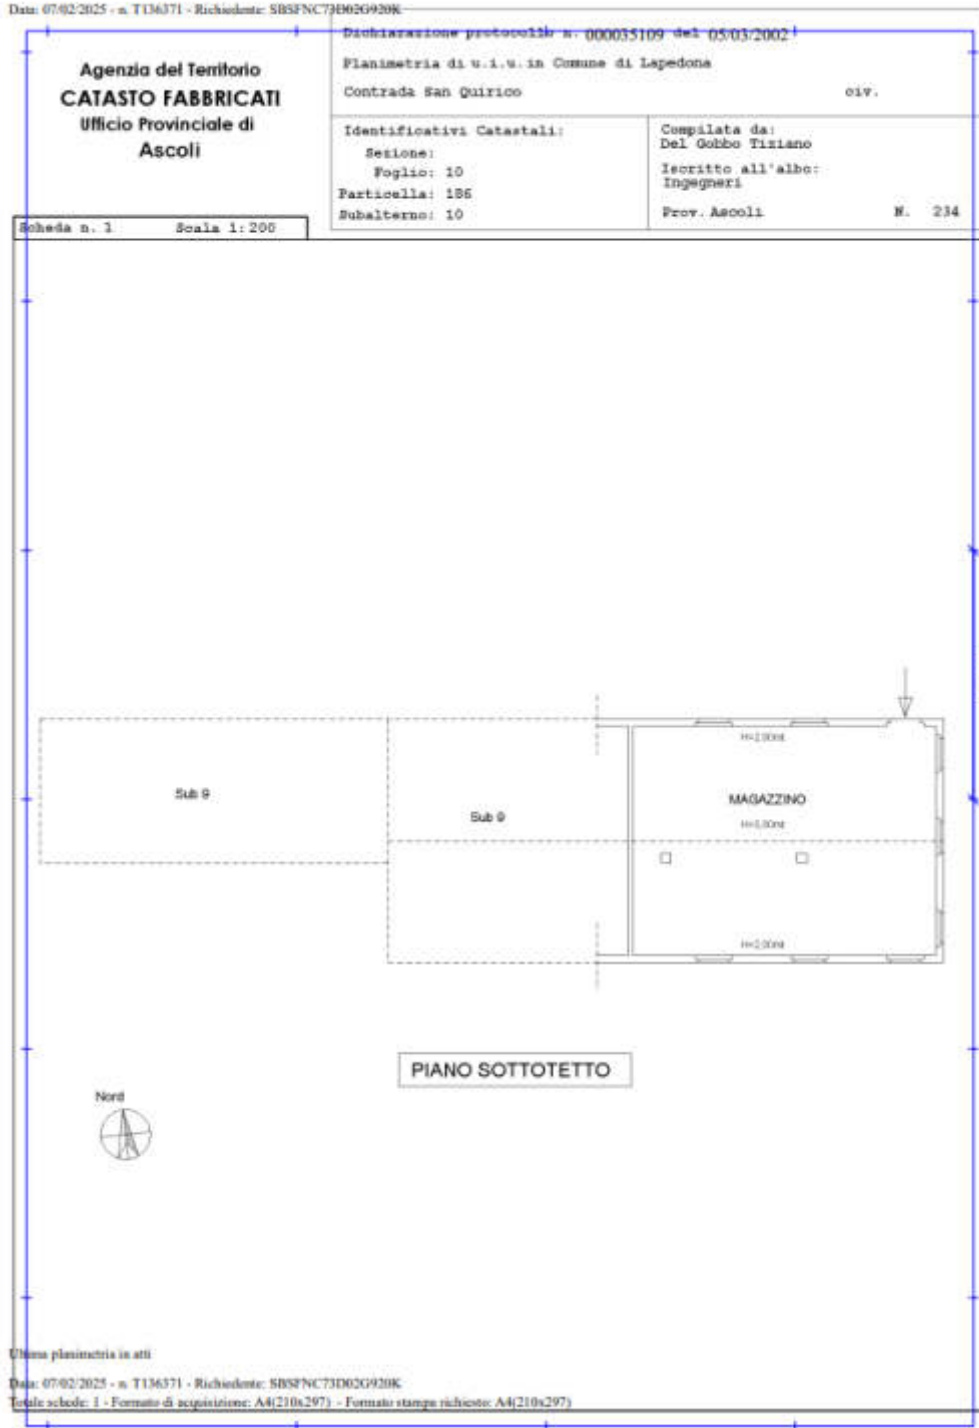 Data: 07/02/2025 - n. T136371 - Richiedente: SBSFNC73D02G920K
Agenzia del Territorio
CATASTO FABBRICATI
Ufficio Provinciale di
Ascoli
Dichiarazione protocollo n. 000035109 del 05/03/2002
Planimetria di u.i.u. in Comune di Lapedona
Contrada San Quirico civ.
Identificativi Catastali:
Sezione:
Foglio: 10
Particella: 186
Subalterno: 10
Compilata da:
Del Gobbo Tiziano
Iscritto all'albo:
Ingegneri
Prov. Ascoli N. 234
Scheda n. 1 Scala 1:200
H=2,00mt
Sub 9
MAGAZZINO
Sub 9
H=2,00mt
PIANO SOTTOTETTO
Nord
Ultima planimetria in atti
Data: 07/02/2025 - n. T136371 - Richiedente: SBSFNC73D02G920K
Totale schede: 1 - Formato di acquisizione: A4(210x297) - Formato stampa richiesto: A4(210x297)